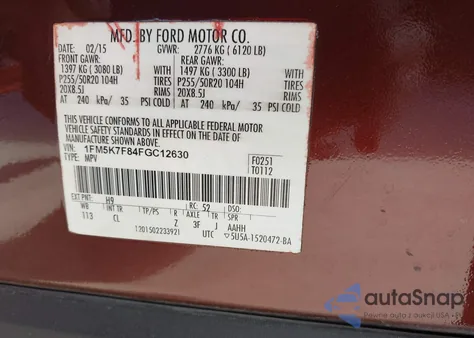 MFD. BY FORD MOTOR CO.
DATE: 02/15 GVWR: 2776 KG ( 6120 LB)
FRONT GAWR: REAR GAWR:
1397 KG ( 3080 LB) 1497 KG ( 3300 LB) WITH
P255/50R20 104H P255/50R20 104H TIRES
20X8.5J 20X8.5J RIMS
AT 240 kPa/ 35 PSI COLD AT 240 kPa/ 35 PSI COLD
THIS VEHICLE CONFORMS TO ALL APPLICABLE FEDERAL MOTOR
VEHICLE SAFETY STANDARDS IN EFFECT ON THE DATE OF
MANUFACTURE SHOWN ABOVE.
VIN: 1FM5K7F84FGC12630 F0251
TYPE: MPV T0112
EXT PNT: H9 RC: 52 DSO:
WB INT TR TP/PS R AXLE TR SPR
113 CL Z 3F J AAHH
1201502233921 UTC 5U5A-1520472-BA
autoSnap
Pewne auto z USA